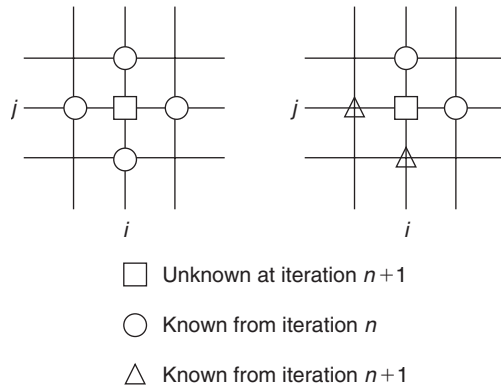 j
j
i
i
Unknown at iteration n+1
Known from iteration n
Known from iteration n+1